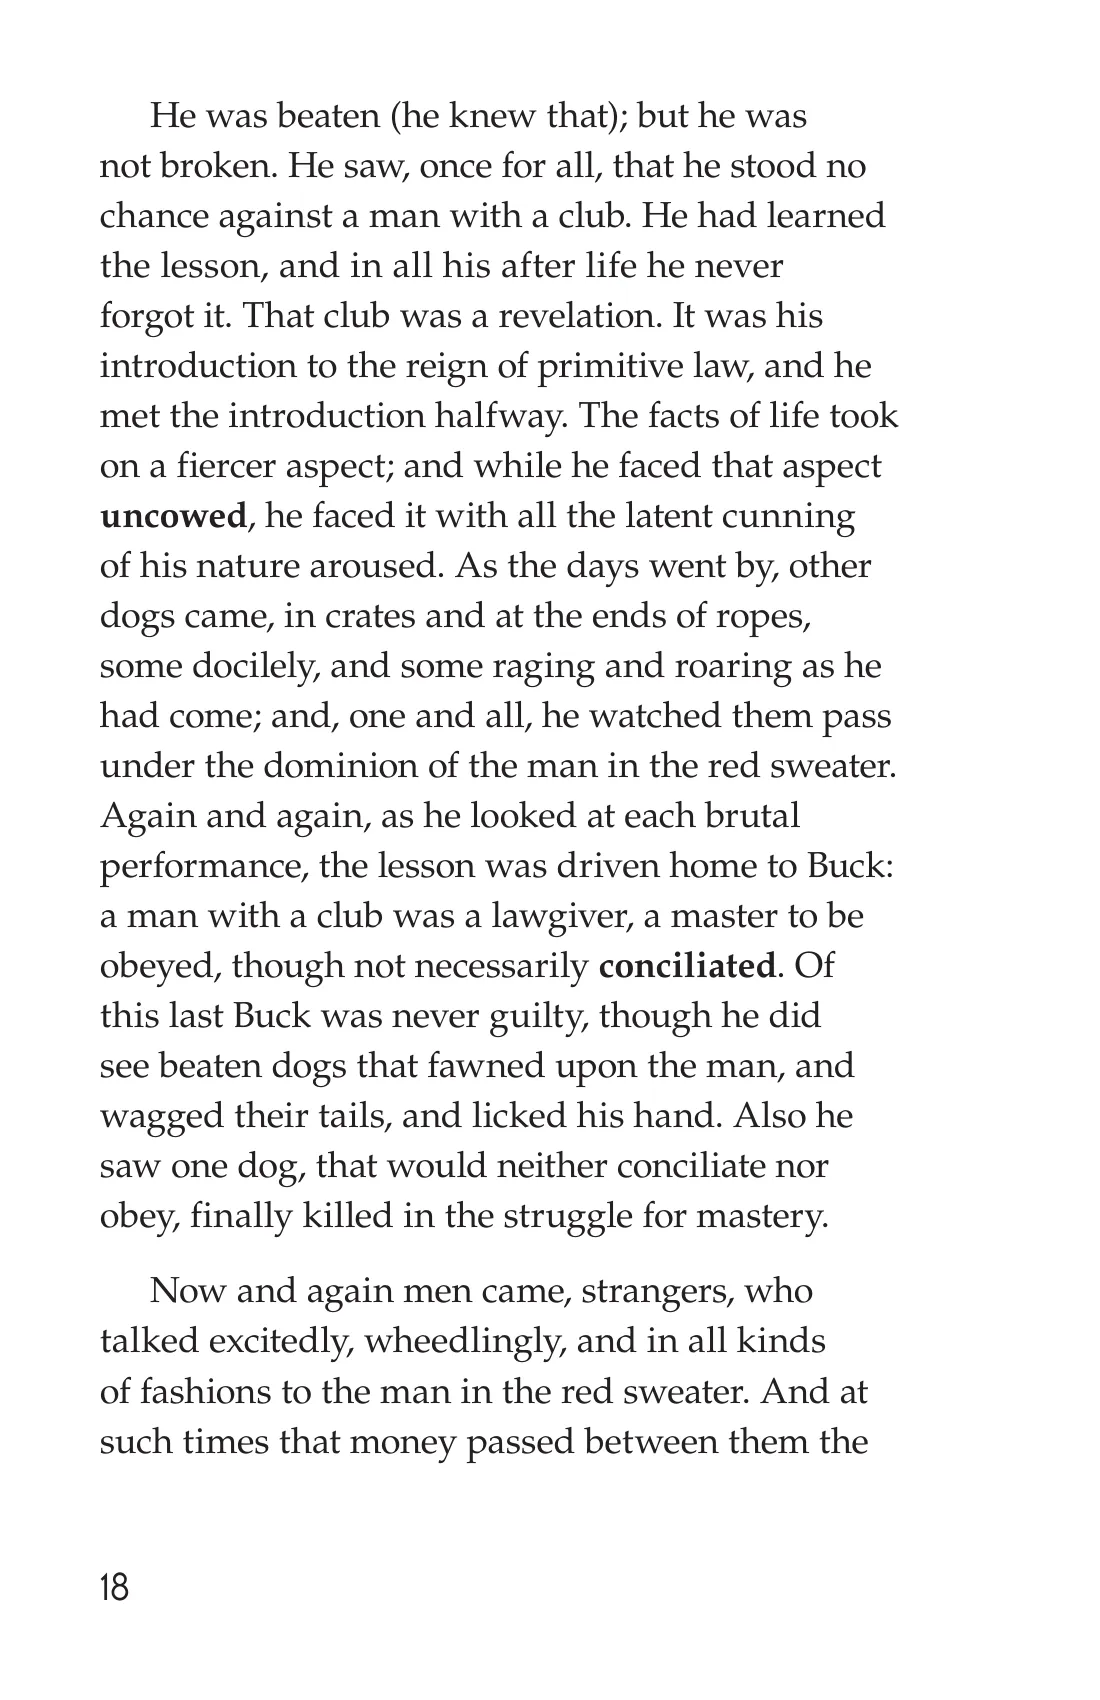 He was beaten (he knew that); but he was
not broken. He saw, once for all, that he stood no
chance against a man with a club. He had learned
the lesson, and in all his after life he never
forgot it. That club was a revelation. It was his
introduction to the reign of primitive law, and he
met the introduction halfway. The facts of life took
on a fiercer aspect; and while he faced that aspect
uncowed, he faced it with all the latent cunning
of his nature aroused. As the days went by, other
dogs came, in crates and at the ends of ropes,
some docilely, and some raging and roaring as he
had come; and, one and all, he watched them pass
under the dominion of the man in the red sweater.
Again and again, as he looked at each brutal
performance, the lesson was driven home to Buck:
a man with a club was a lawgiver, a master to be
obeyed, though not necessarily conciliated. Of
this last Buck was never guilty, though he did
see beaten dogs that fawned upon the man, and
wagged their tails, and licked his hand. Also he
saw one dog, that would neither conciliate nor
obey, finally killed in the struggle for mastery.
Now and again men came, strangers, who
talked excitedly, wheedlingly, and in all kinds
of fashions to the man in the red sweater. And at
such times that money passed between them the
18